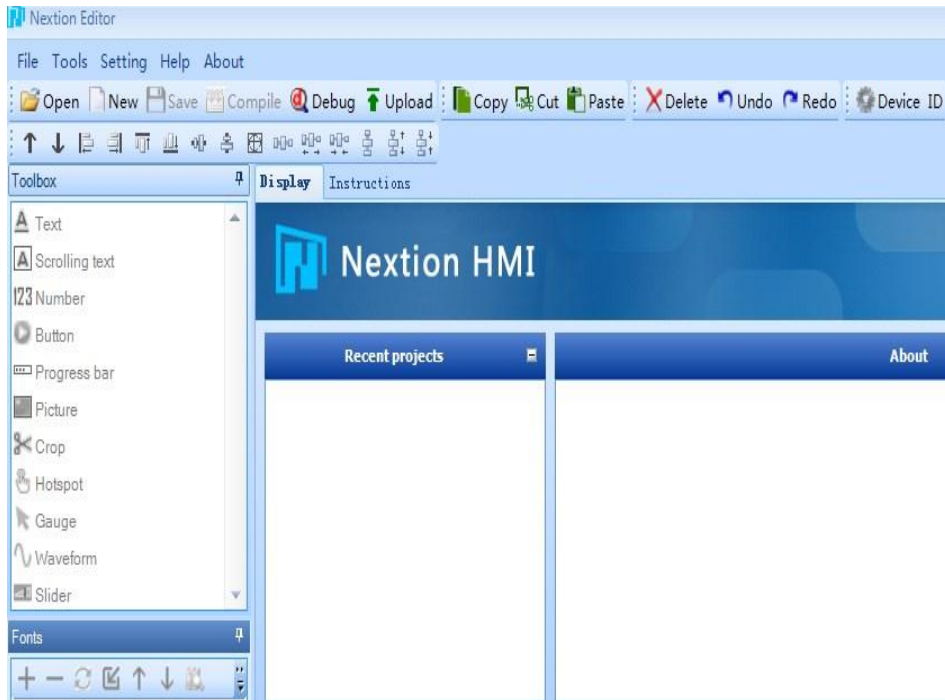 Nextion Editor
File Tools Setting Help About
Open New Save Compile Debug Upload Copy Cut Paste Delete Undo Redo Device ID
Toolbox
Display Instructions
A Text
A Scrolling text
123 Number
Button
Progress bar
Picture
Crop
Hotspot
Gauge
Waveform
Slider
Fonts
Nextion HMI
Recent projects
About